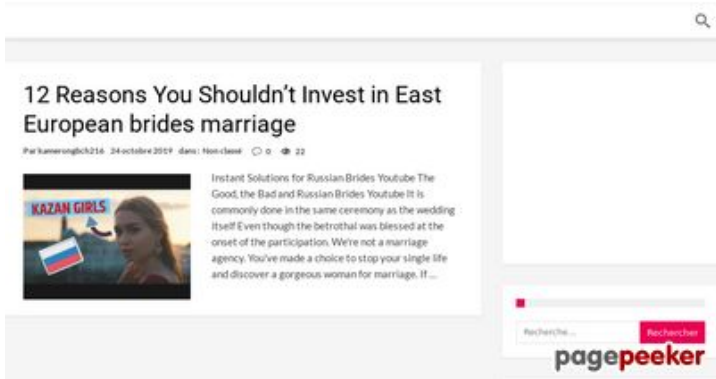 12 Reasons You Shouldn't Invest in East
European brides marriage
Par kamerongbch216 24 octobre 2019 dans: Non classé 0 22
KAZAN GIRLS
Instant Solutions for Russian Brides Youtube The
Good, the Bad and Russian Brides Youtube It is
commonly done in the same ceremony as the wedding
itself Even though the betrothal was blessed at the
onset of the participation. We're not a marriage
agency. You've made a choice to stop your single life
and discover a gorgeous woman for marriage. If ...
Recherche...
Rechercher
pagepeeker